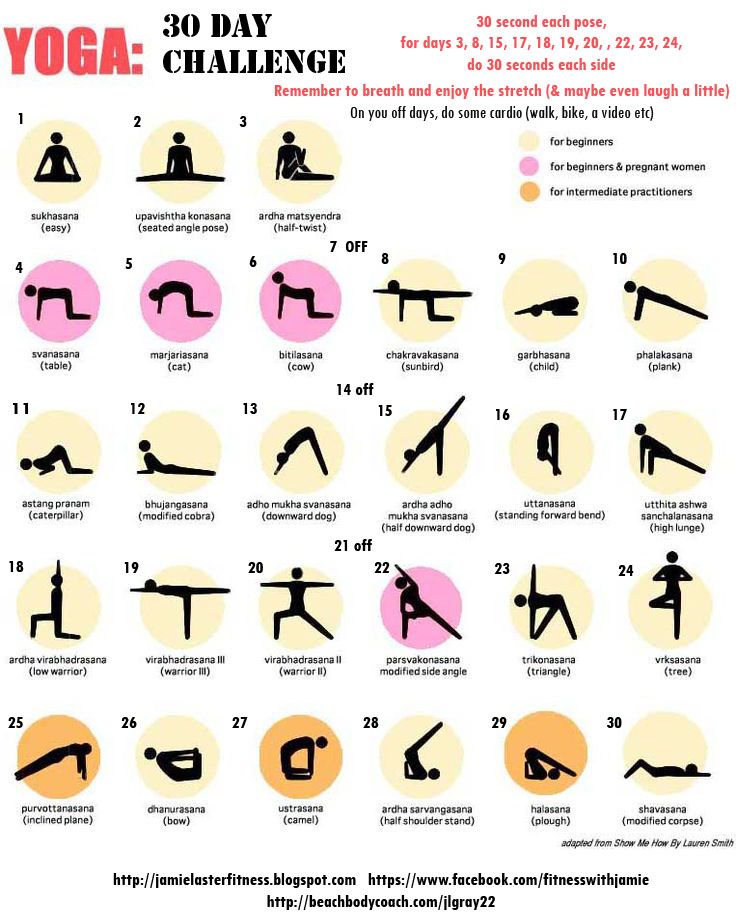 YOGA:
30 DAY
CHALLENGE
30 second each pose,
for days 3, 8, 15, 17, 18, 19, 20, , 22, 23, 24,
do 30 seconds each side
Remember to breath and enjoy the stretch (& maybe even laugh a little)
On you off days, do some cardio (walk, bike, a video etc)
for beginners
for beginners & pregnant women
for intermediate practitioners
1
2
3
sukhasana
(easy)
upavishtha konasana
(seated angle pose)
ardha matsyendra
(half-twist)
7 OFF
4
5
6
8
9
10
svanasana
(table)
marjariasana
(cat)
bitilasana
(cow)
chakravakasana
(sunbird)
garbhasana
(child)
phalakasana
(plank)
14 off
11
12
13
15
16
17
astang pranam
(caterpillar)
bhujangasana
(modified cobra)
adho mukha svanasana
(downward dog)
ardha adho
mukha svanasana
(half downward dog)
uttanasana
(standing forward bend)
utthita ashwa
sanchalanasana
(high lunge)
21 off
18
19
20
22
23
24
ardha virabhadrasana
(low warrior)
virabhadrasana III
(warrior III)
virabhadrasana II
(warrior II)
parsvakonasana
modified side angle
trikonasana
(triangle)
vrksasana
(tree)
25
26
27
28
29
30
purvottanasana
(inclined plane)
dhanurasana
(bow)
ustrasana
(camel)
ardha sarvangasana
(half shoulder stand)
halasana
(plough)
shavasana
(modified corpse)
adapted from Show Me How By Lauren Smith
http://jamielasterfitness.blogspot.com https://www.facebook.com/fitnesswithjamie
http://beachbodycoach.com/jlgray22